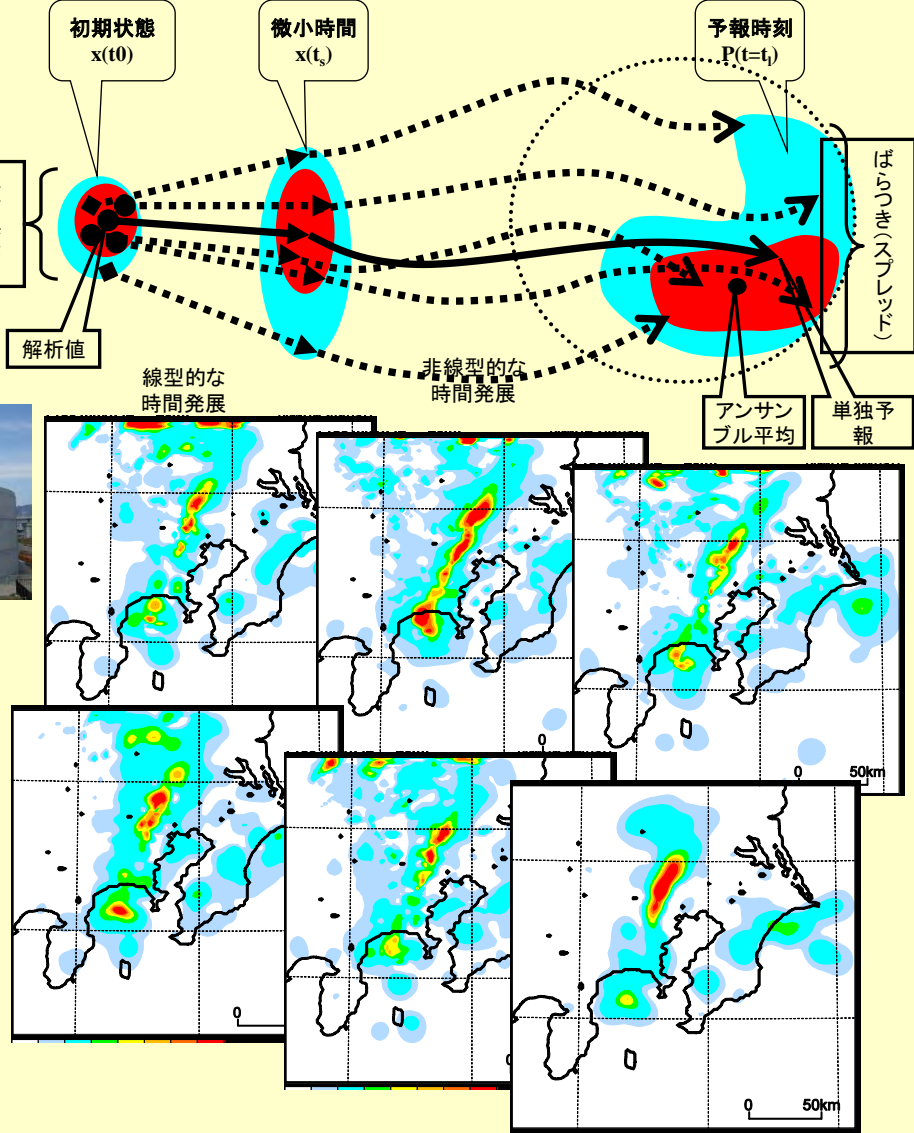 初期状態
x(t0)
微小時間
x(ts)
予報時刻
P(t=tl)
ばらつき(スプレッド)
解析値
線型的な
時間発展
非線型的な
時間発展
アンサン
ブル平均
単独予
報
0
0
50km
0
0
50km